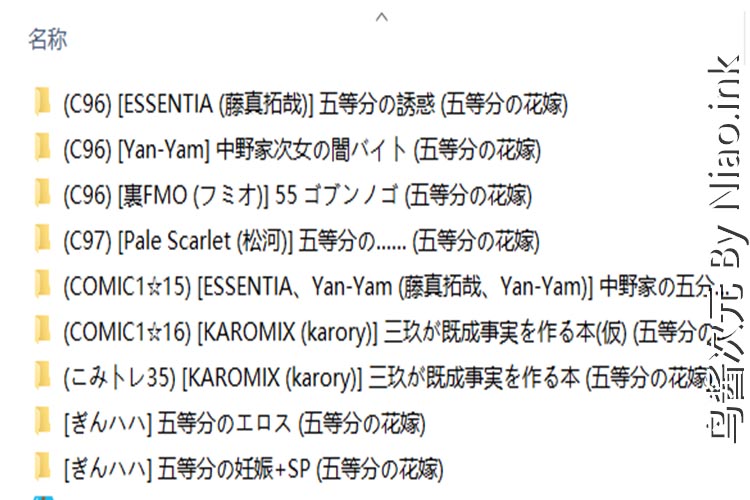 名称
(C96) [ESSENTIA (藤真拓哉)] 五等分の誘惑 (五等分の花嫁)
(C96) [Yan-Yam] 中野家次女の闇バイト (五等分の花嫁)
(C96) [裏FMO (フミオ)] 55 ゴブンノゴ (五等分の花嫁)
(C97) [Pale Scarlet (松河)] 五等分の...... (五等分の花嫁)
(COMIC1☆15) [ESSENTIA、Yan-Yam (藤真拓哉、Yan-Yam)] 中野家の五分
(COMIC1☆16) [KAROMIX (karory)] 三玖が既成事実を作る本(仮) (五等分の
(こみトレ35) [KAROMIX (karory)] 三玖が既成事実を作る本 (五等分の花嫁
[ぎんハハ] 五等分のエロス (五等分の花嫁)
[ぎんハハ] 五等分の妊娠+SP (五等分の花嫁)
次元 By Niao.ink